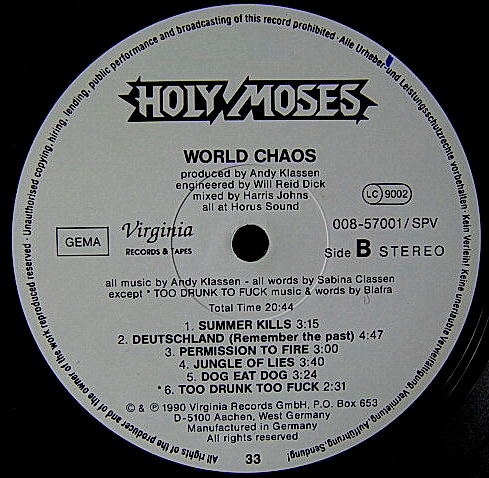 Unauthorised copying, hiring, lending, public performance and broadcasting of this record prohibited · Alle Urheber- und Leistungsschutzrechte vorbehalten · Kein Verleih! Keine unerlaubte Vervielfältigung, Vermietung, Aufführung, Sendung!
All rights of the producer and of the owner of the work reproduced reserved ·
HOLY MOSES
WORLD CHAOS
produced by Andy Klassen
engineered by Will Reid Dick
mixed by Harris Johns
all at Horus Sound
LC 9002
008-57001/SPV
GEMA
Virginia
RECORDS & TAPES
Side B STEREO
all music by Andy Klassen - all words by Sabina Classen
except * TOO DRUNK TO FUCK music & words by Blafra
Total Time 20:44
1. SUMMER KILLS 3:15
2. DEUTSCHLAND (Remember the past) 4:47
3. PERMISSION TO FIRE 3:00
4. JUNGLE OF LIES 3:40
5. DOG EAT DOG 3:24
*6. TOO DRUNK TOO FUCK 2:31
© & ℗ 1990 Virginia Records GmbH, P.O. Box 653
D-5100 Aachen, West Germany
Manufactured in Germany
All rights reserved
33